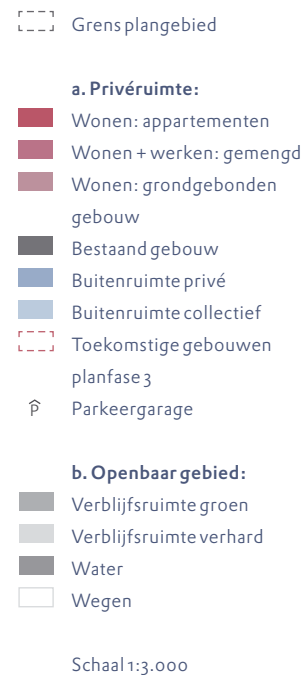 Grens plangebied
a. Privéruimte:
Wonen: appartementen
Wonen + werken: gemengd
Wonen: grondgebonden
gebouw
Bestaand gebouw
Buitenruimte privé
Buitenruimte collectief
Toekomstige gebouwen
planfase 3
P Parkeergarage
b. Openbaar gebied:
Verblijfsruimte groen
Verblijfsruimte verhard
Water
Wegen
Schaal 1:3.000